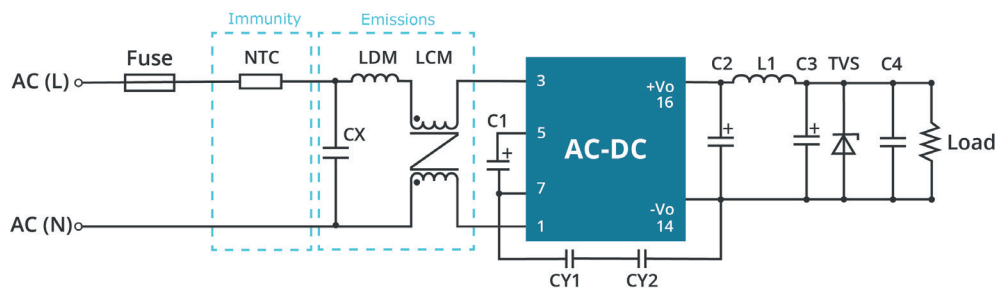 Immunity
Emissions
Fuse
NTC
LDM
LCM
C2
L1
C3
TVS
C4
AC (L)
3
+Vo
16
C1
+
5
CX
+
AC-DC
+
+
Load
7
-Vo
14
AC (N)
1
CY1
CY2